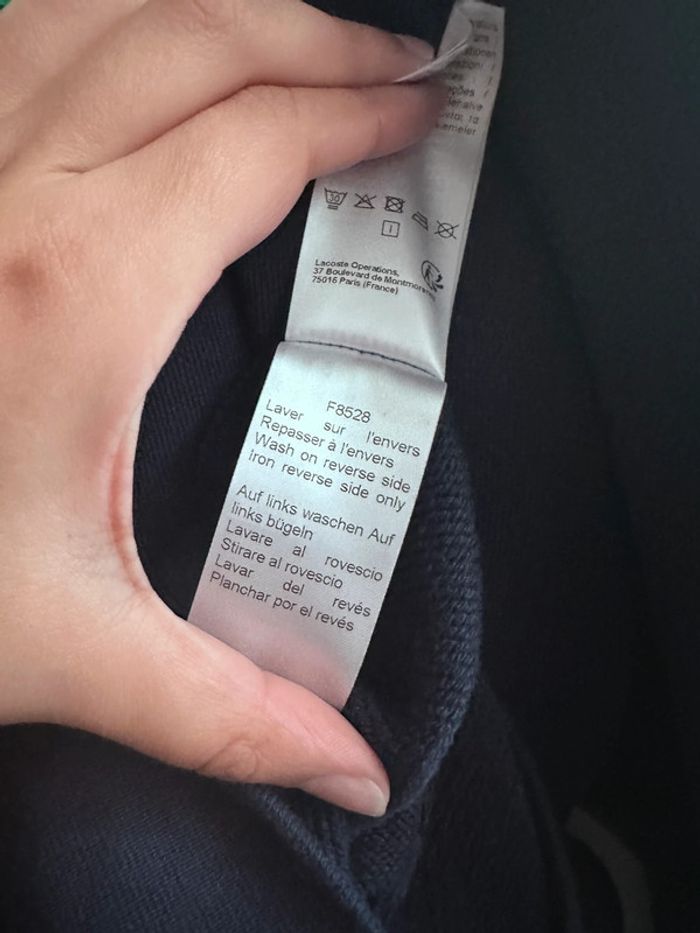 30
Lacoste Operations,
37 Boulevard de Montmorency
75016 Paris (France)
F8528
Laver sur l'envers
Repasser à l'envers
Wash on reverse side
Iron reverse side only
Auf links waschen Auf
links bügeln
Lavare al rovescio
Stirare al rovescio
Lavar del revés
Planchar por el revés